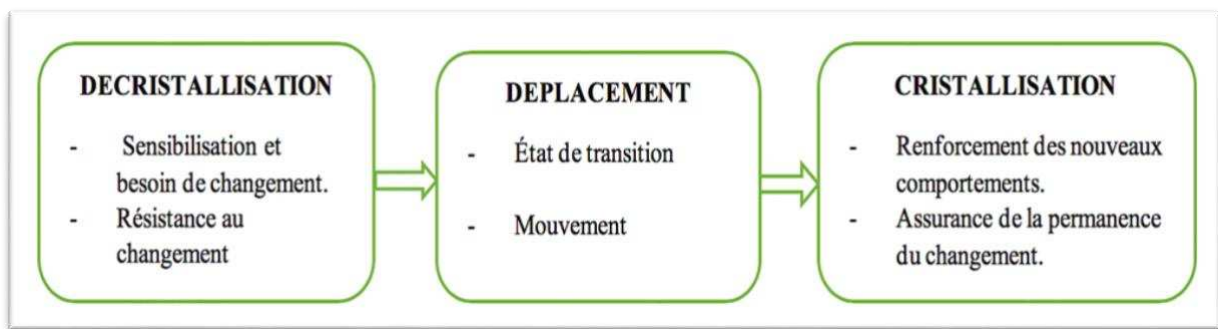 DECRISTALLISATION
- Sensibilisation et
besoin de changement.
- Résistance au
changement
DEPLACEMENT
- État de transition
- Mouvement
CRISTALLISATION
- Renforcement des nouveaux
comportements.
- Assurance de la permanence
du changement.